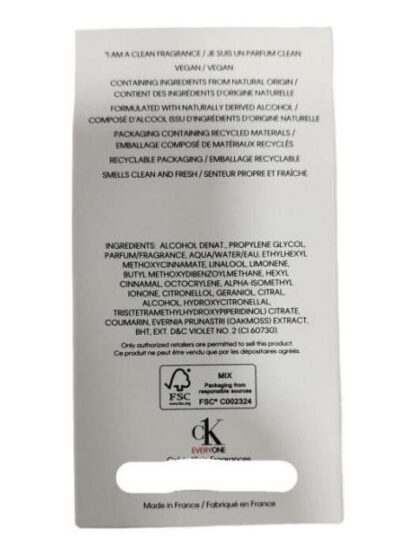 "I AM A CLEAN FRAGRANCE / JE SUIS UN PARFUM CLEAN
VEGAN / VEGAN
CONTAINING INGREDIENTS FROM NATURAL ORIGIN /
CONTIENT DES INGRÉDIENTS D'ORIGINE NATURELLE
FORMULATED WITH NATURALLY DERIVED ALCOHOL /
COMPOSÉ D'ALCOOL ISSU D'INGRÉDIENTS D'ORIGINE NATURELLE
PACKAGING CONTAINING RECYCLED MATERIALS /
EMBALLAGE COMPOSÉ DE MATÉRIAUX RECYCLÉS
RECYCLABLE PACKAGING / EMBALLAGE RECYCLABLE
SMELLS CLEAN AND FRESH / SENTEUR PROPRE ET FRAÎCHE
INGREDIENTS: ALCOHOL DENAT., PROPYLENE GLYCOL,
PARFUM/FRAGRANCE, AQUA/WATER/EAU, ETHYLHEXYL
METHOXYCINNAMATE, LINALOOL, LIMONENE,
BUTYL METHOXYDIBENZOYLMETHANE, HEXYL
CINNAMAL, OCTOCRYLENE, ALPHA-ISOMETHYL
IONONE, CITRONELLOL, GERANIOL, CITRAL,
ALCOHOL, HYDROXYCITRONELLAL,
TRIS(TETRAMETHYLHYDROXYPIPERIDINOL) CITRATE,
COUMARIN, EVERNIA PRUNASTRI (OAKMOSS) EXTRACT,
BHT, EXT. D&C VIOLET NO. 2 (CI 60730).
Only authorized retailers are permitted to sell this product
Ce produit ne peut être vendu que par les dépositaires agréés.
FSC
www.fsc.org
MIX
Packaging from
responsible sources
FSC® C002324
cK
EVERYONE
Made in France / Fabriqué en France